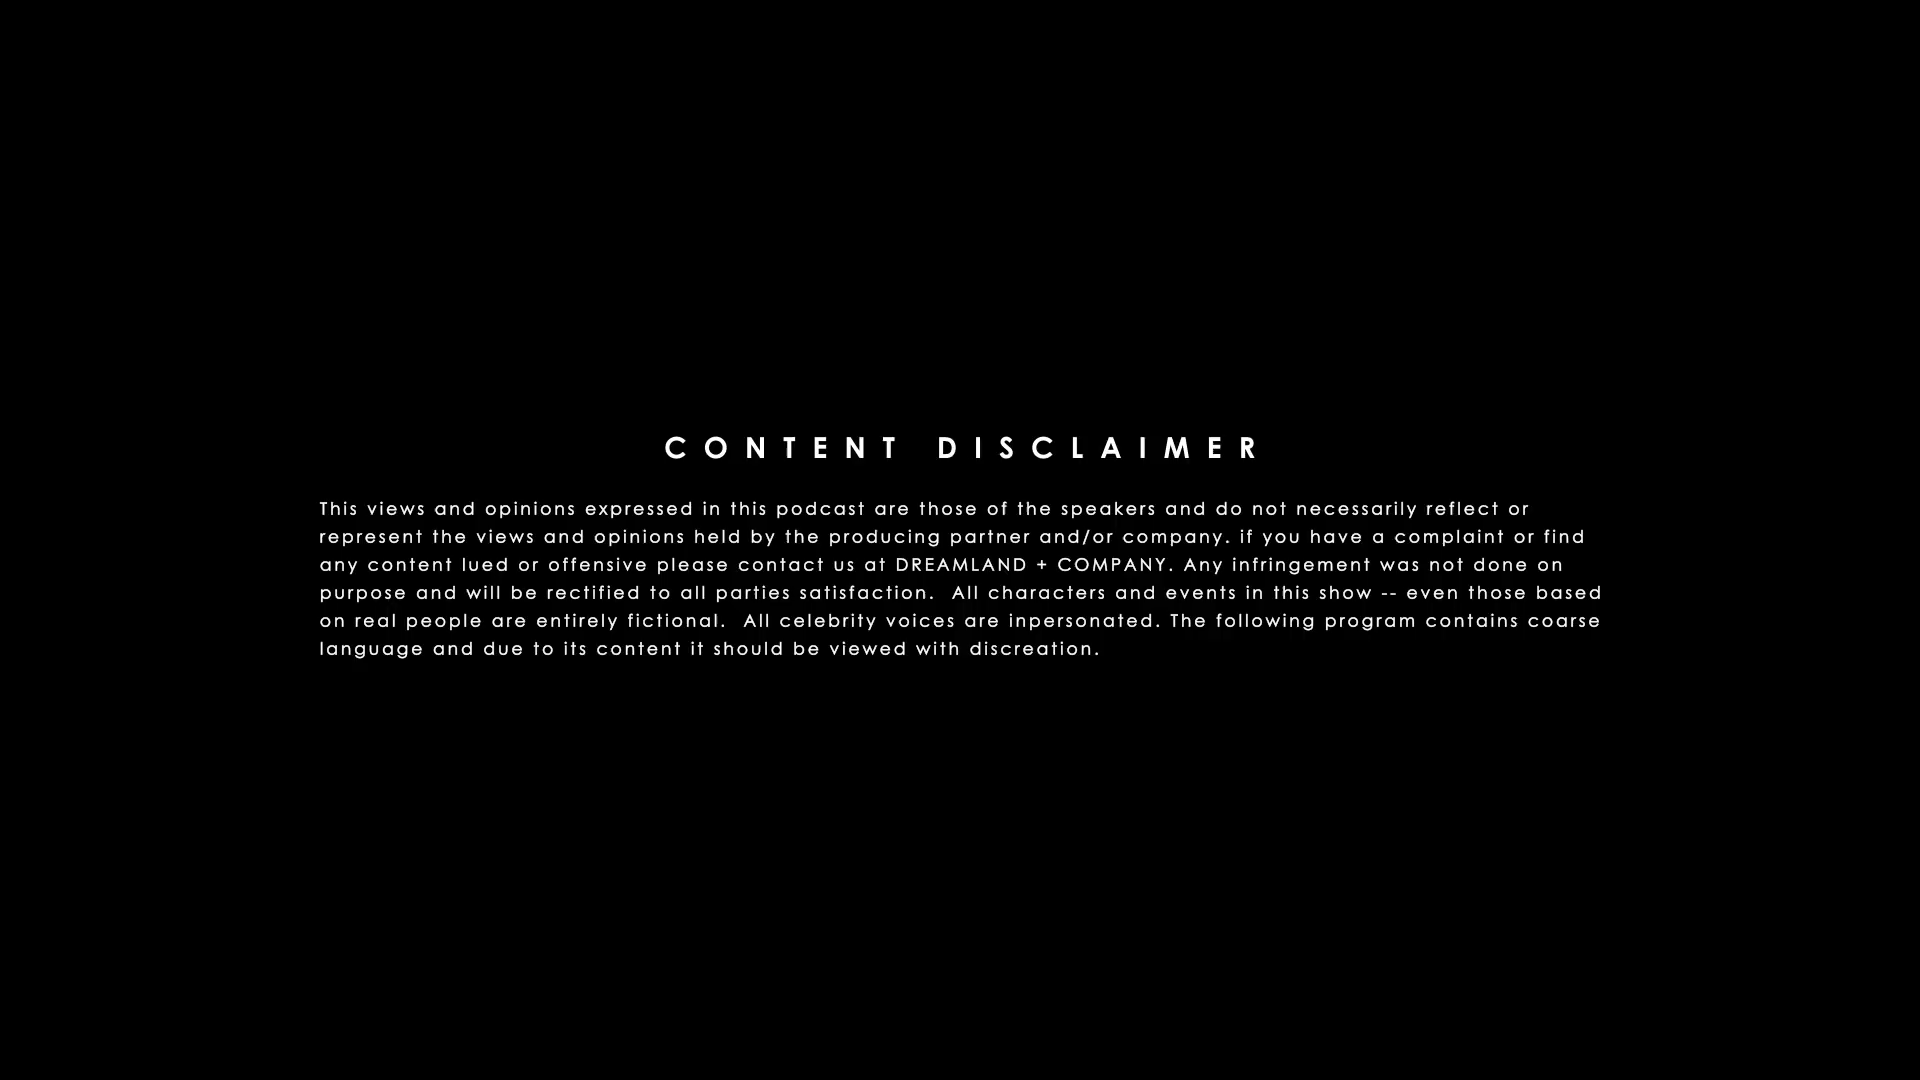 CONTENT DISCLAIMER
This views and opinions expressed in this podcast are those of the speakers and do not necessarily reflect or
represent the views and opinions held by the producing partner and/or company. if you have a complaint or find
any content lued or offensive please contact us at DREAMLAND + COMPANY. Any infringement was not done on
purpose and will be rectified to all parties satisfaction.  All characters and events in this show -- even those based
on real people are entirely fictional.  All celebrity voices are inpersonated. The following program contains coarse
language and due to its content it should be viewed with discreation.